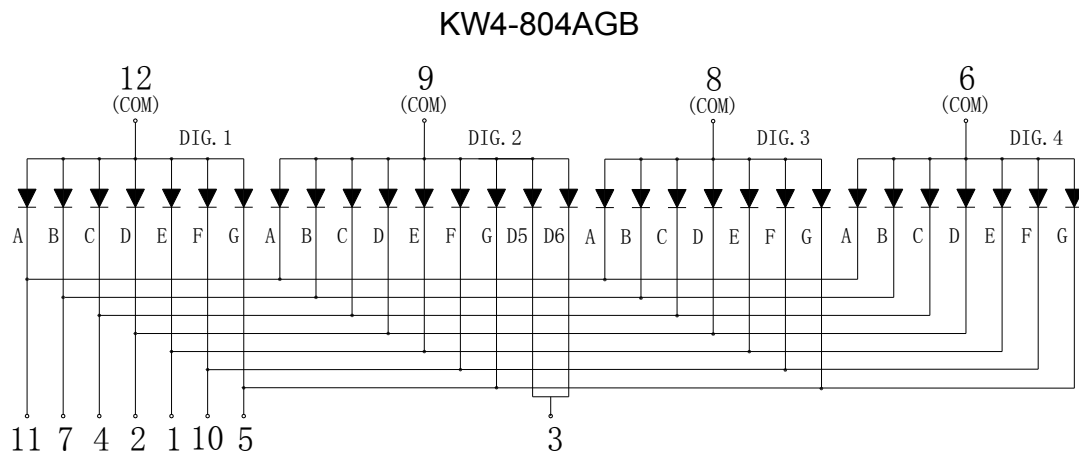 KW4-804AGB
12 9 8 6
(COM) (COM) (COM) (COM)
DIG.1 DIG.2 DIG.3 DIG.4
A B C D E F G A B C D E F G D5 D6 A B C D E F G A B C D E F G
11 7 4 2 1 10 5 3